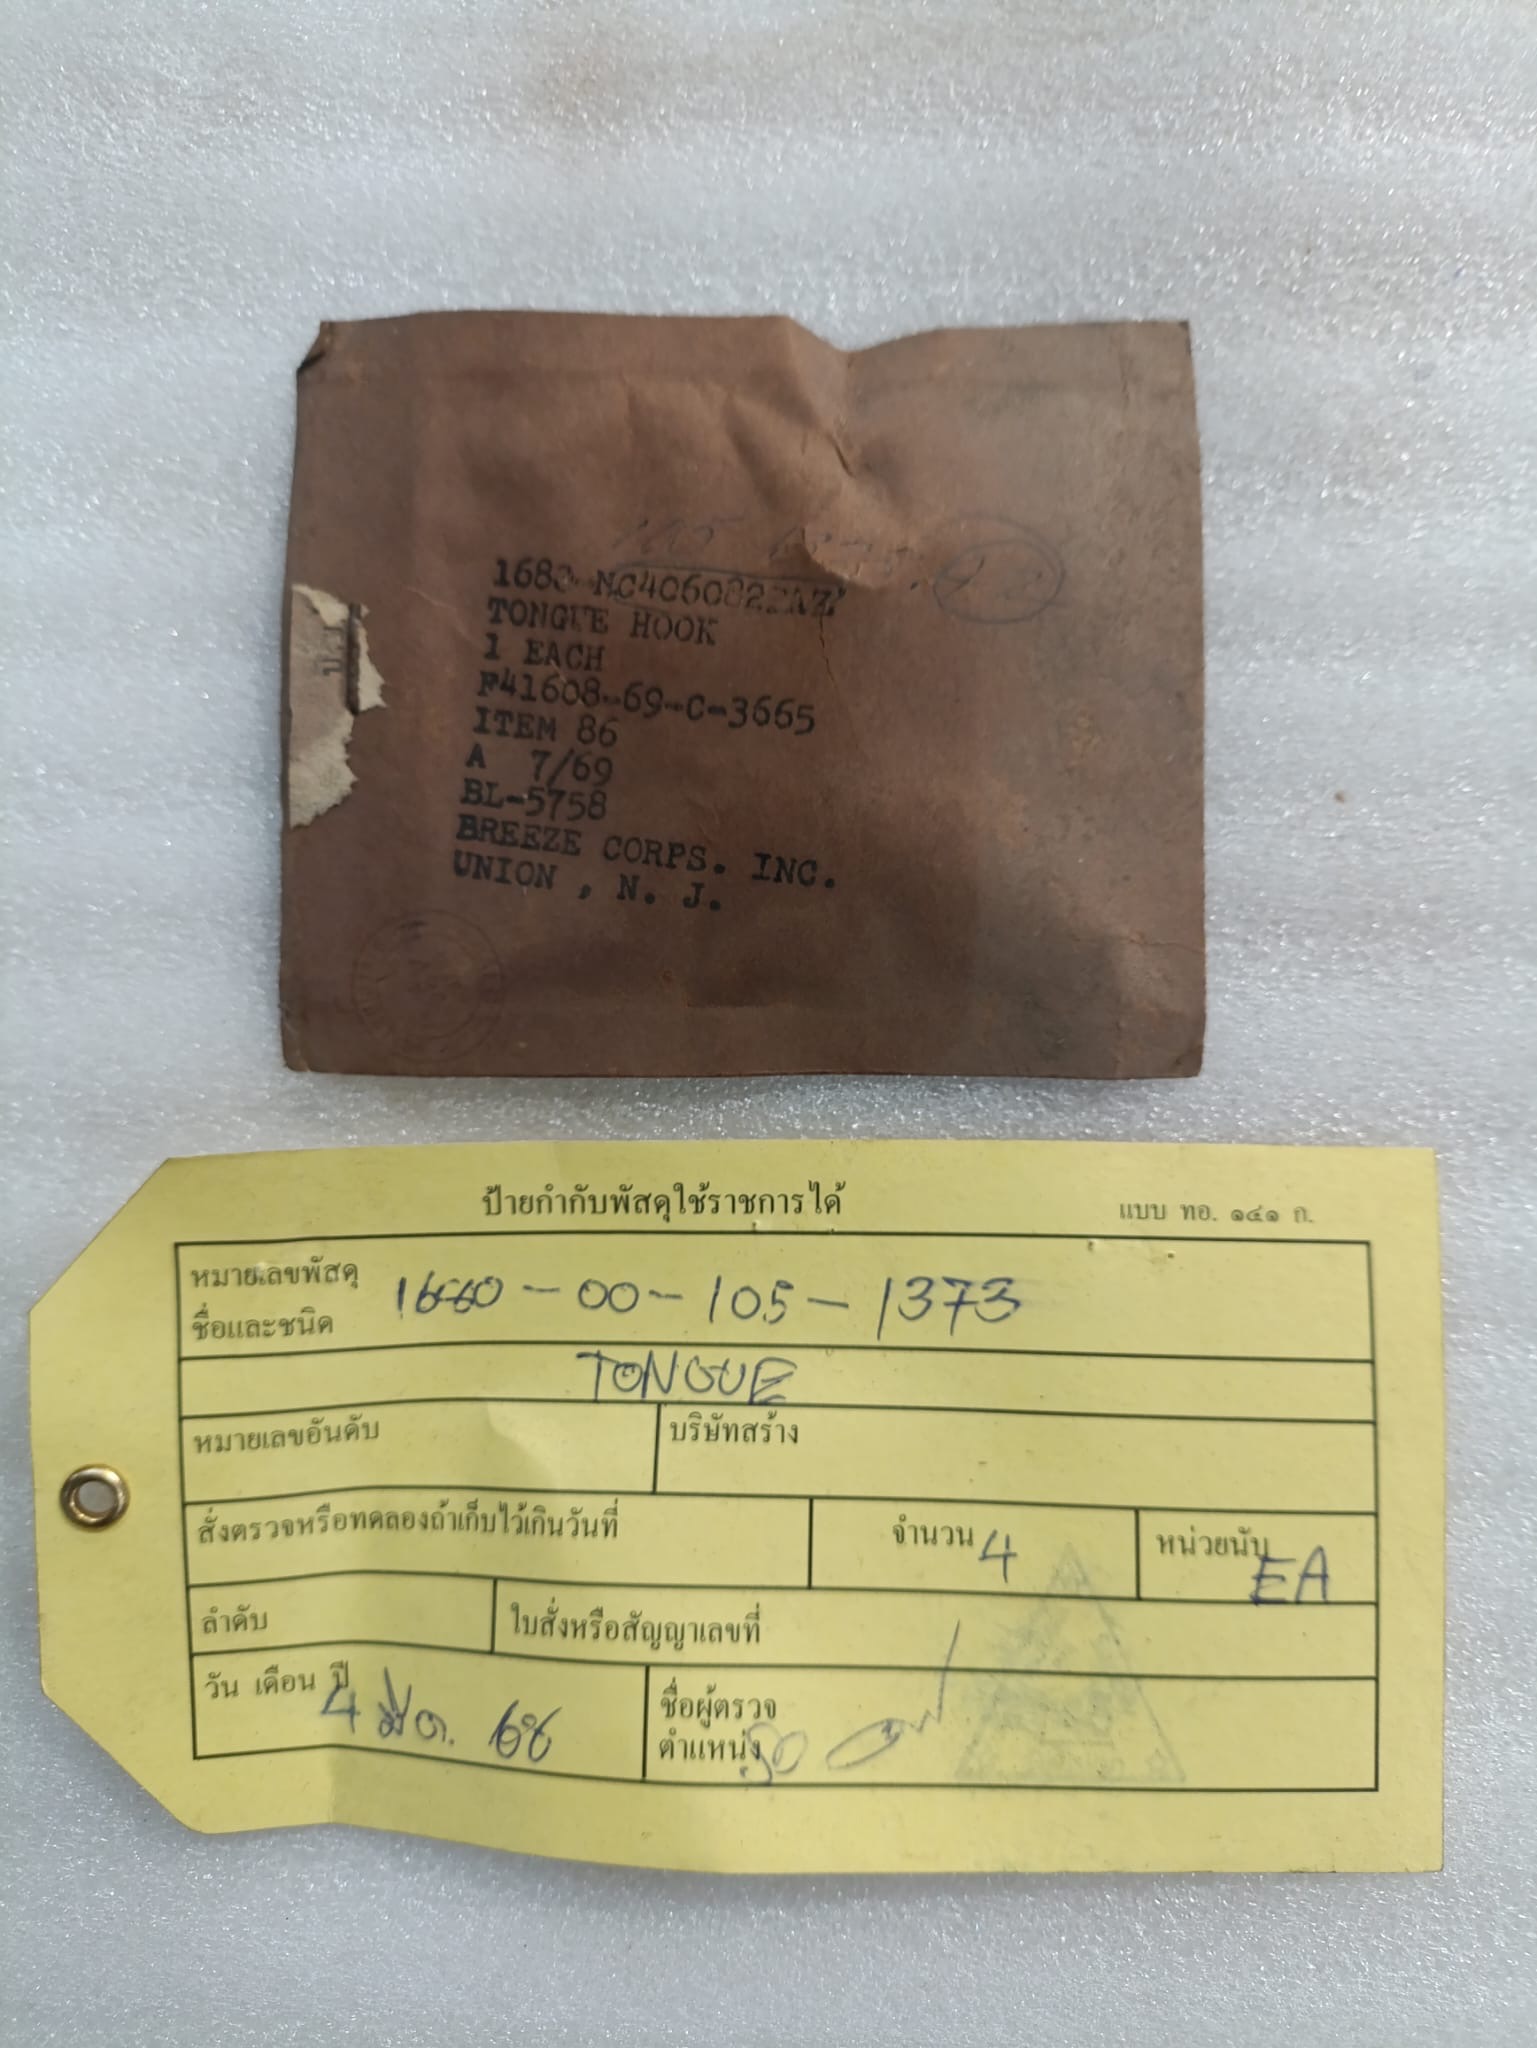 TONGUE HOOK
1 EACH
F41608-69-C-3665
ITEM 86
A 7/69
BL-5758
BREEZE CORPS. INC.
UNION , N. J.
ป้ายกำกับพัสดุใช้ราชการได้
แบบ ทอ. ๑๔๑ ก.
หมายเลขพัสดุ
ชื่อและชนิด
1660-00-105-1373
TONGUE
หมายเลขอันดับ
บริษัทสร้าง
สั่งตรวจหรือทดลองถ้าเก็บไว้เกินวันที่
จำนวน 4
หน่วยนับ EA
ลำดับ
ใบสั่งหรือสัญญาเลขที่
วัน เดือน ปี 4 มี.ค. 68
ชื่อผู้ตรวจ
ตำแหน่ง